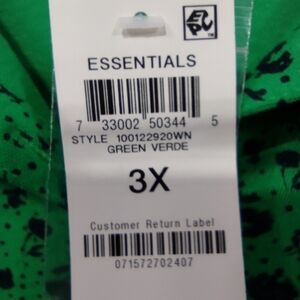 ESSENTIALS
7 33002 50344 5
STYLE 100122920WN
GREEN VERDE
3X
Customer Return Label
071572702407